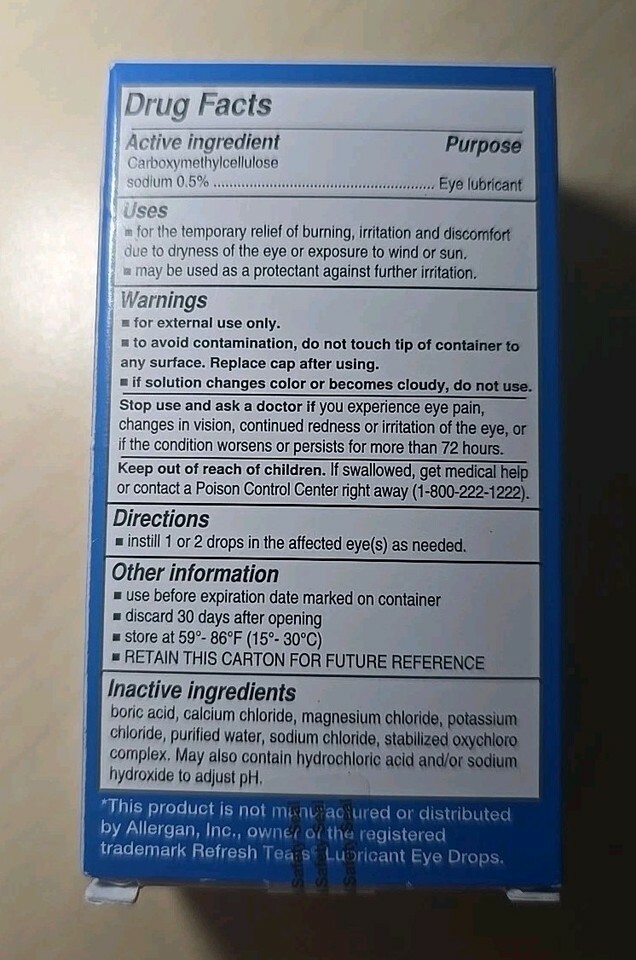 Drug Facts
Active ingredient Purpose
Carboxymethylcellulose
sodium 0.5% ........................................................ Eye lubricant
Uses
▪ for the temporary relief of burning, irritation and discomfort
due to dryness of the eye or exposure to wind or sun.
▪ may be used as a protectant against further irritation.
Warnings
▪ for external use only.
▪ to avoid contamination, do not touch tip of container to
any surface. Replace cap after using.
▪ if solution changes color or becomes cloudy, do not use.
Stop use and ask a doctor if you experience eye pain,
changes in vision, continued redness or irritation of the eye, or
if the condition worsens or persists for more than 72 hours.
Keep out of reach of children. If swallowed, get medical help
or contact a Poison Control Center right away (1-800-222-1222).
Directions
▪ instill 1 or 2 drops in the affected eye(s) as needed.
Other information
▪ use before expiration date marked on container
▪ discard 30 days after opening
▪ store at 59°- 86°F (15°- 30°C)
▪ RETAIN THIS CARTON FOR FUTURE REFERENCE
Inactive ingredients
boric acid, calcium chloride, magnesium chloride, potassium
chloride, purified water, sodium chloride, stabilized oxychloro
complex. May also contain hydrochloric acid and/or sodium
hydroxide to adjust pH.
*This product is not manufactured or distributed
by Allergan, Inc., owner of the registered
trademark Refresh Tears® Lubricant Eye Drops.
Safety Seal
Safety Seal
Safety Seal